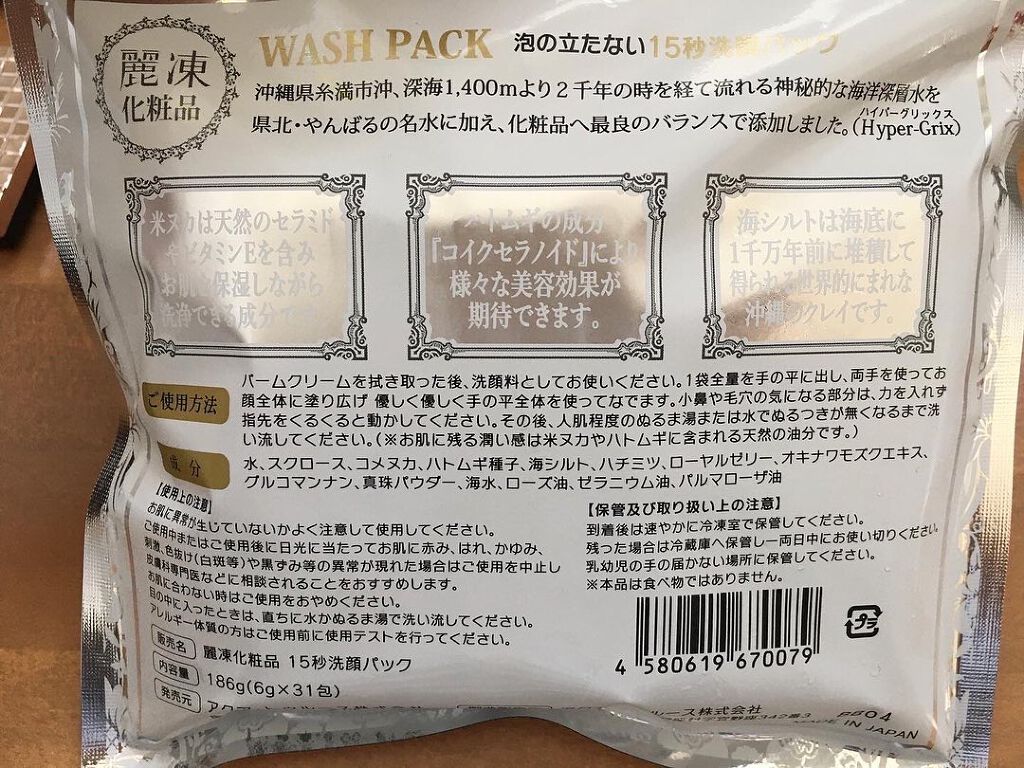 麗凍
化粧品
WASH PACK 泡の立たない15秒洗顔パック
沖縄県糸満市沖、深海1,400mより2千年の時を経て流れる神秘的な海洋深層水を
県北・やんばるの名水に加え、化粧品へ最良のバランスで添加しました。(Hyper-Grix)
ハイパーグリックス
米ヌカは天然のセラミド
やビタミンEを含み
お肌を保湿しながら
洗浄できる成分です。
ハトムギの成分
『コイクセラノイド』により
様々な美容効果が
期待できます。
海シルトは海底に
1千万年前に堆積して
得られる世界的にまれな
沖縄のクレイです。
ご使用方法
バームクリームを拭き取った後、洗顔料としてお使いください。1袋全量を手の平に出し、両手を使ってお
顔全体に塗り広げ 優しく優しく手の平全体を使ってなでます。小鼻や毛穴の気になる部分は、力を入れず
指先をくるくると動かしてください。その後、人肌程度のぬるま湯または水でぬるつきが無くなるまで洗
い流してください。(※お肌に残る潤い感は米ヌカやハトムギに含まれる天然の油分です。)
成分
水、スクロース、コメヌカ、ハトムギ種子、海シルト、ハチミツ、ローヤルゼリー、オキナワモズクエキス、
グルコマンナン、真珠パウダー、海水、ローズ油、ゼラニウム油、パルマローザ油
【使用上の注意】
お肌に異常が生じていないかよく注意して使用してください。
ご使用中またはご使用後に日光に当たってお肌に赤み、はれ、かゆみ、
刺激、色抜け(白斑等)や黒ずみ等の異常が現れた場合はご使用を中止し
皮膚科専門医などに相談されることをおすすめします。
お肌に合わない時はご使用をおやめください。
目の中に入ったときは、直ちに水かぬるま湯で洗い流してください。
アレルギー体質の方はご使用前に使用テストを行ってください。
【保管及び取り扱い上の注意】
到着後は速やかに冷凍室で保管してください。
残った場合は冷蔵庫へ保管し一両日中にお使い切りください。
乳幼児の手の届かない場所に保管してください。
※本品は食べ物ではありません。
販売名 麗凍化粧品 15秒洗顔パック
内容量 186g(6g×31包)
発売元
4 580619 670079
プラ
ルース株式会社
342番3
P504
MADE IN JAPAN